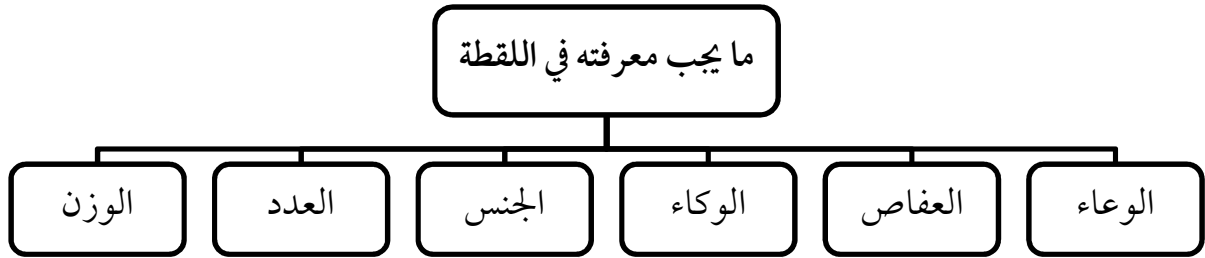 ما يجب معرفته في اللقطة
الوعاء
العفاص
الوكاء
الجنس
العدد
الوزن